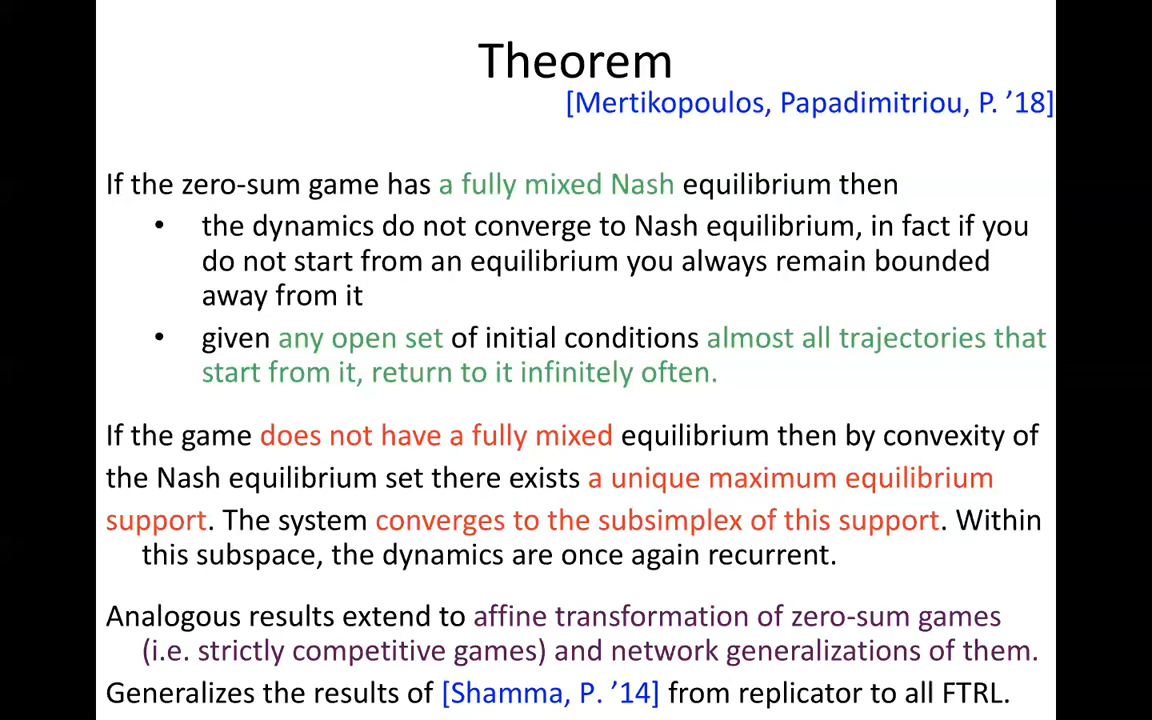 Theorem
[Mertikopoulos, Papadimitriou, P. ’18]
If the zero-sum game has a fully mixed Nash equilibrium then
• the dynamics do not converge to Nash equilibrium, in fact if you
do not start from an equilibrium you always remain bounded
away from it
• given any open set of initial conditions almost all trajectories that
start from it, return to it infinitely often.
If the game does not have a fully mixed equilibrium then by convexity of
the Nash equilibrium set there exists a unique maximum equilibrium
support. The system converges to the subsimplex of this support. Within
this subspace, the dynamics are once again recurrent.
Analogous results extend to affine transformation of zero-sum games
(i.e. strictly competitive games) and network generalizations of them.
Generalizes the results of [Shamma, P. ’14] from replicator to all FTRL.